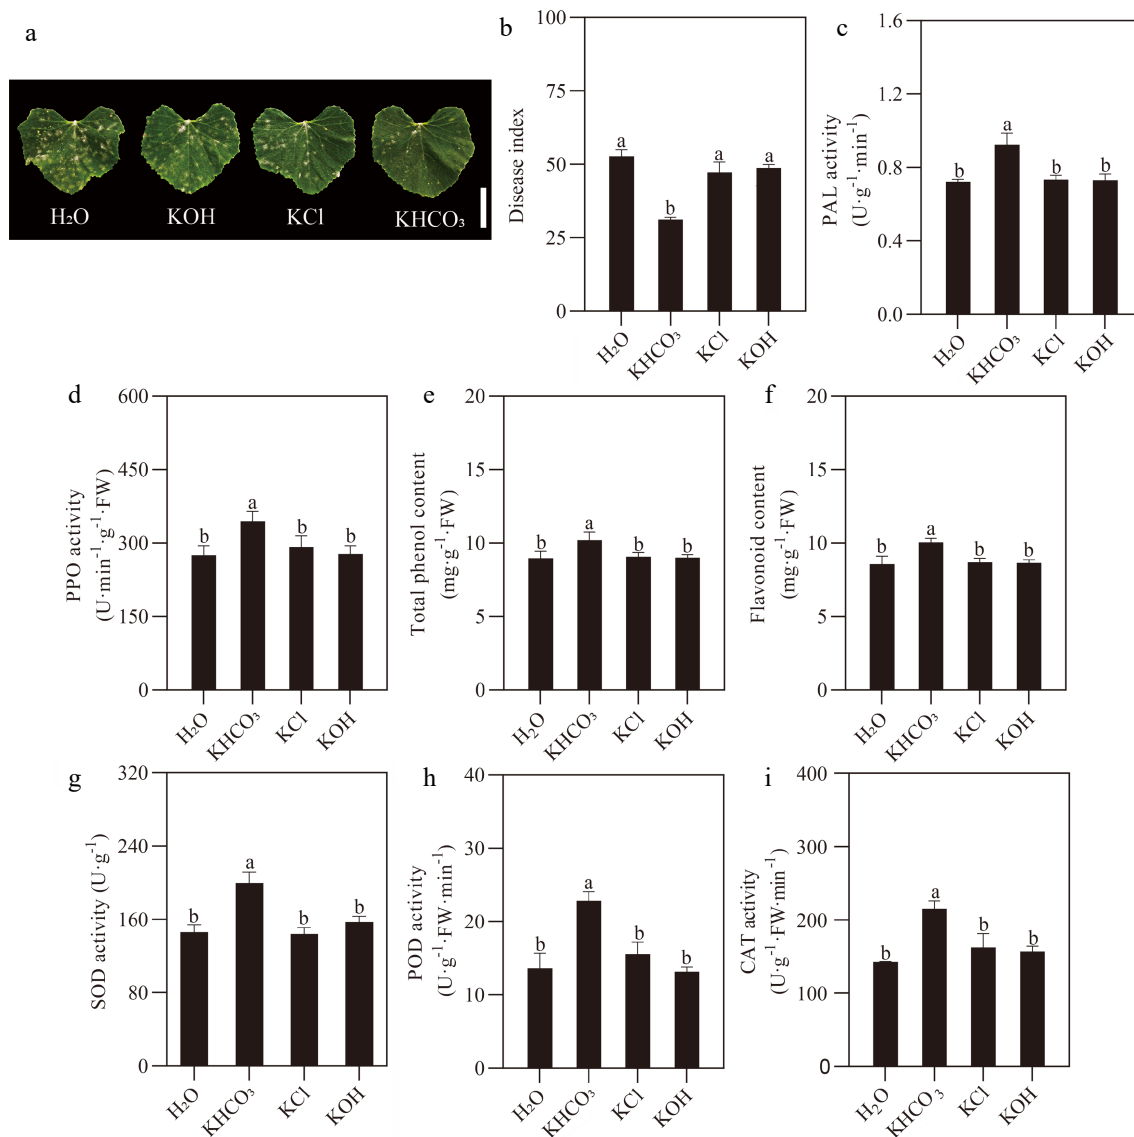 a
H₂O KOH KCl KHCO₃
b
Disease index
100
75
50
25
0
a
b
a
a
H₂O KHCO₃ KCl KOH
c
PAL activity
(U·g⁻¹·min⁻¹)
1.6
1.2
0.8
0.4
0.0
b
a
b
b
H₂O KHCO₃ KCl KOH
d
PPO activity
(U·min⁻¹·g⁻¹·FW)
600
450
300
150
0
b
a
b
b
H₂O KHCO₃ KCl KOH
e
Total phenol content
(mg·g⁻¹·FW)
20
15
10
5
0
b
a
b
b
H₂O KHCO₃ KCl KOH
f
Flavonoid content
(mg·g⁻¹·FW)
20
15
10
5
0
b
a
b
b
H₂O KHCO₃ KCl KOH
g
SOD activity (U·g⁻¹)
320
240
160
80
0
b
a
b
b
H₂O KHCO₃ KCl KOH
h
POD activity
(U·g⁻¹·FW·min⁻¹)
40
30
20
10
0
b
a
b
b
H₂O KHCO₃ KCl KOH
i
CAT activity
(U·g⁻¹·FW·min⁻¹)
400
300
200
100
0
b
a
b
b
H₂O KHCO₃ KCl KOH